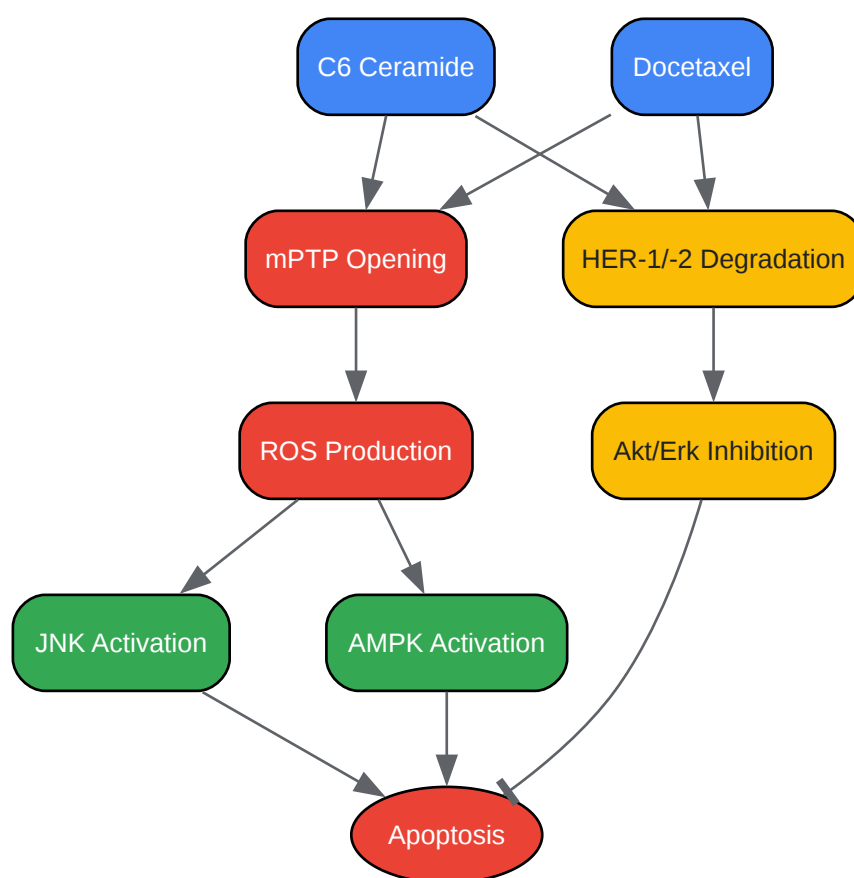 C6 Ceramide
Docetaxel
mPTP Opening
HER-1/-2 Degradation
ROS Production
Akt/Erk Inhibition
JNK Activation
AMPK Activation
Apoptosis